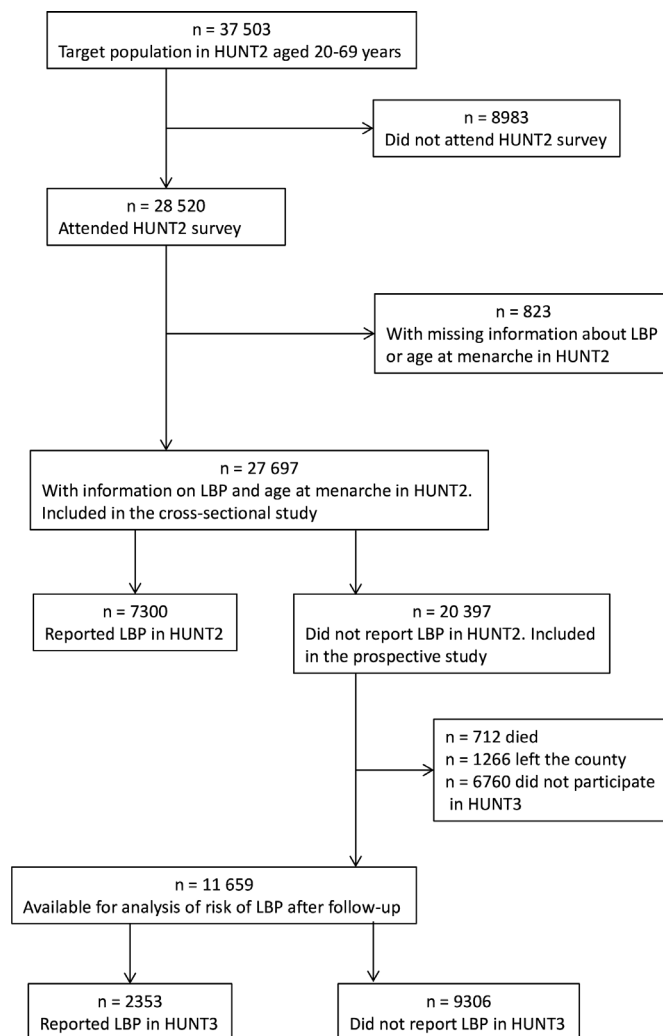 n = 37 503
Target population in HUNT2 aged 20-69 years
n = 8983
Did not attend HUNT2 survey
n = 28 520
Attended HUNT2 survey
n = 823
With missing information about LBP
or age at menarche in HUNT2
n = 27 697
With information on LBP and age at menarche in HUNT2.
Included in the cross-sectional study
n = 7300
Reported LBP in HUNT2
n = 20 397
Did not report LBP in HUNT2. Included
in the prospective study
n = 712 died
n = 1266 left the county
n = 6760 did not participate
in HUNT3
n = 11 659
Available for analysis of risk of LBP after follow-up
n = 2353
Reported LBP in HUNT3
n = 9306
Did not report LBP in HUNT3